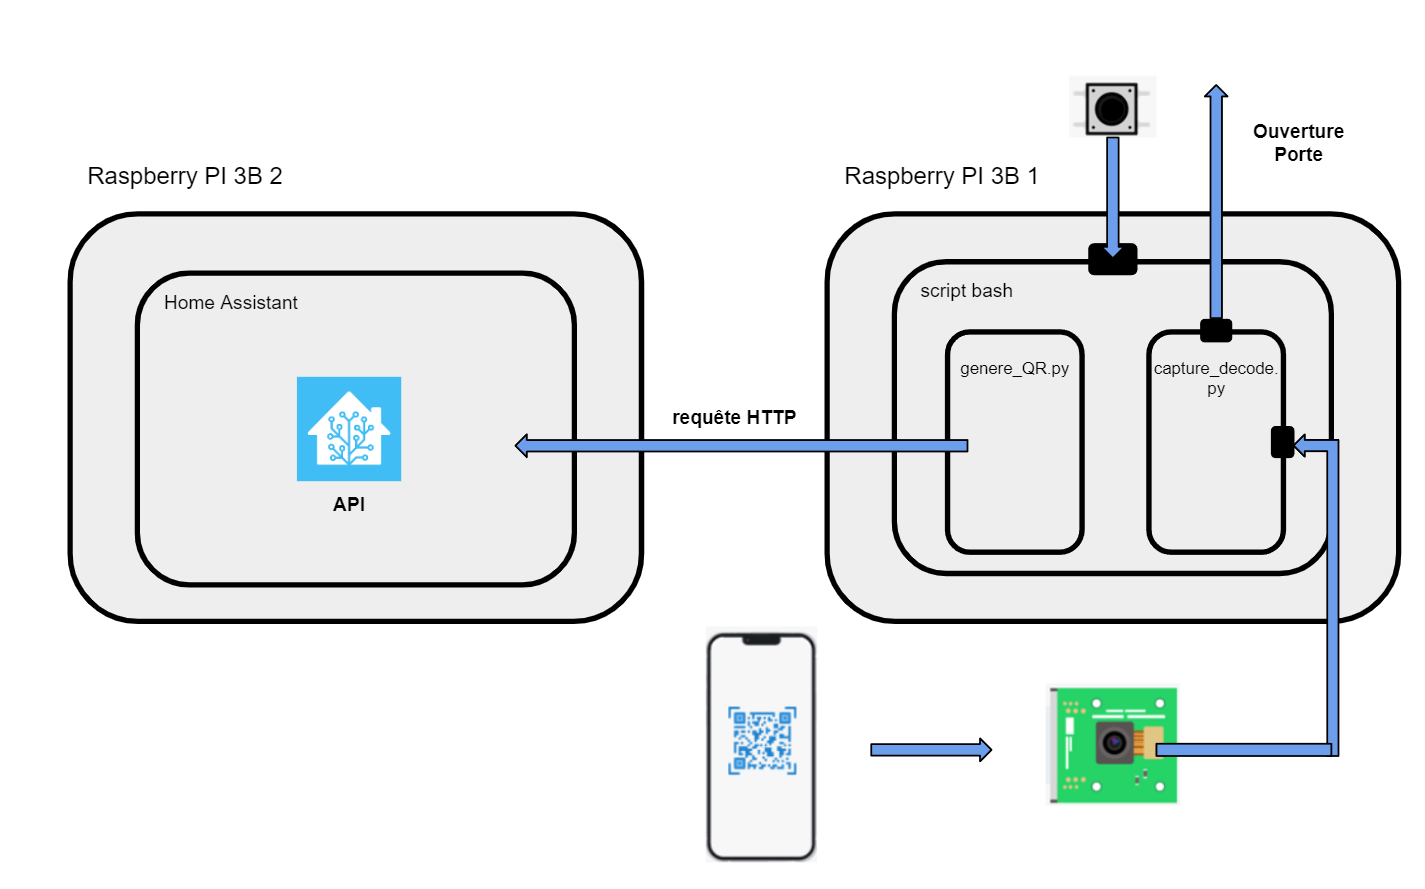 Ouverture
Porte
Raspberry PI 3B 2
Raspberry PI 3B 1
Home Assistant
script bash
genere_QR.py
capture_decode.
py
requête HTTP
API